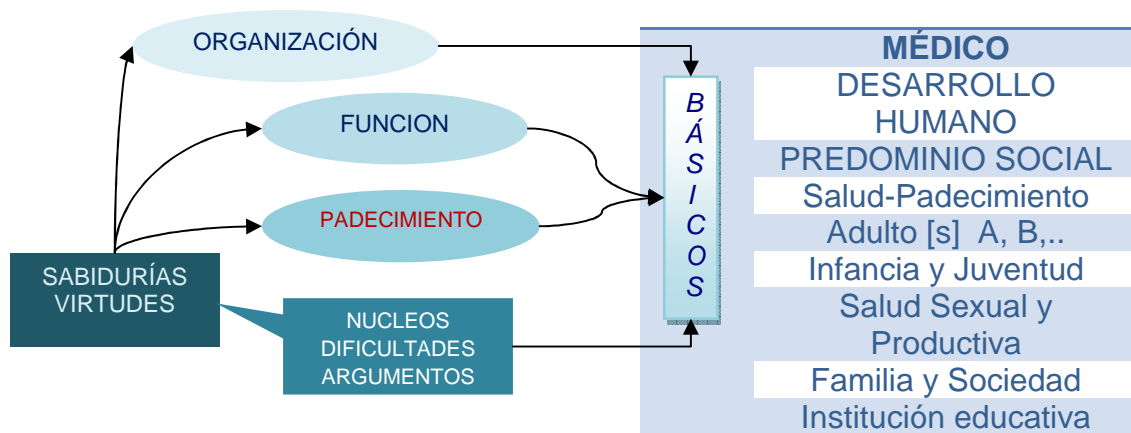 ORGANIZACIÓN
FUNCION
PADECIMIENTO
SABIDURÍAS
VIRTUDES
NUCLEOS
DIFICULTADES
ARGUMENTOS
BÁSICOS
MÉDICO
DESARROLLO
HUMANO
PREDOMINIO SOCIAL
Salud-Padecimiento
Adulto [s] A, B,..
Infancia y Juventud
Salud Sexual y
Productiva
Familia y Sociedad
Institución educativa